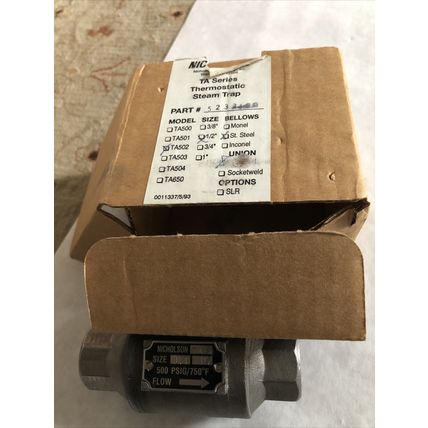 NIC
TA Series
Thermostatic
Steam Trap
PART #
MODEL SIZE BELLOWS
TA500 3/8" Monel
TA501 1/2" St. Steel
TA502 3/4" Inconel
TA503 1" UNION
TA504
Socketweld
TA650 OPTIONS
SLR
0011337/5/93
NICHOLSON
SIZE
500 PSIG/750°F
FLOW